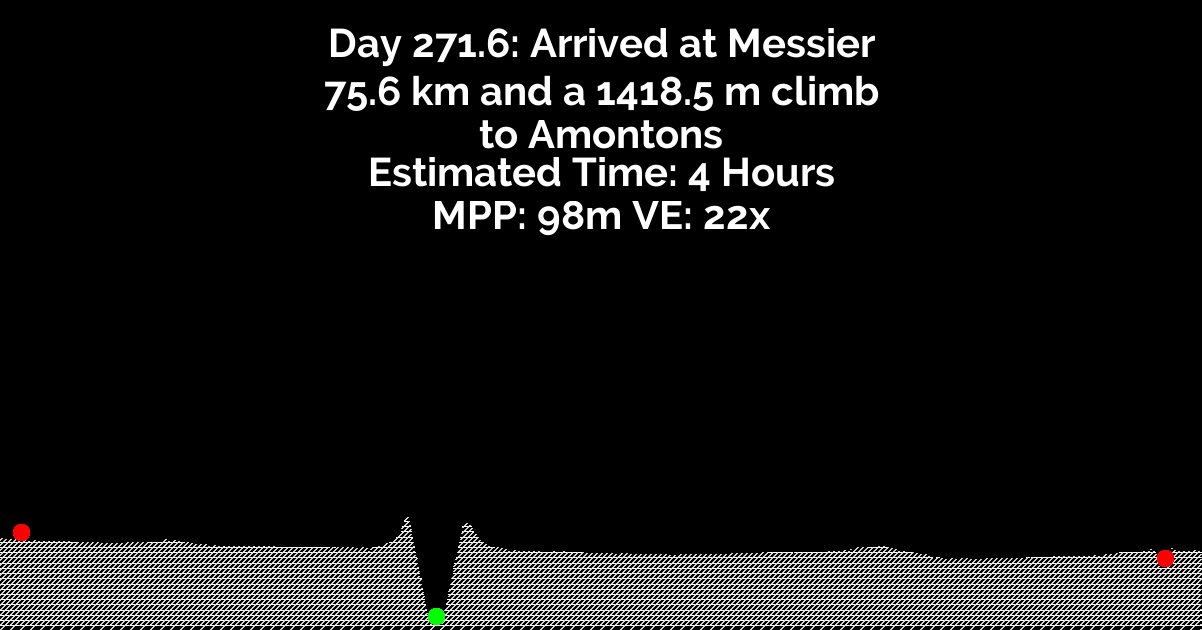 Day 271.6: Arrived at Messier
75.6 km and a 1418.5 m climb
to Amontons
Estimated Time: 4 Hours
MPP: 98m VE: 22x